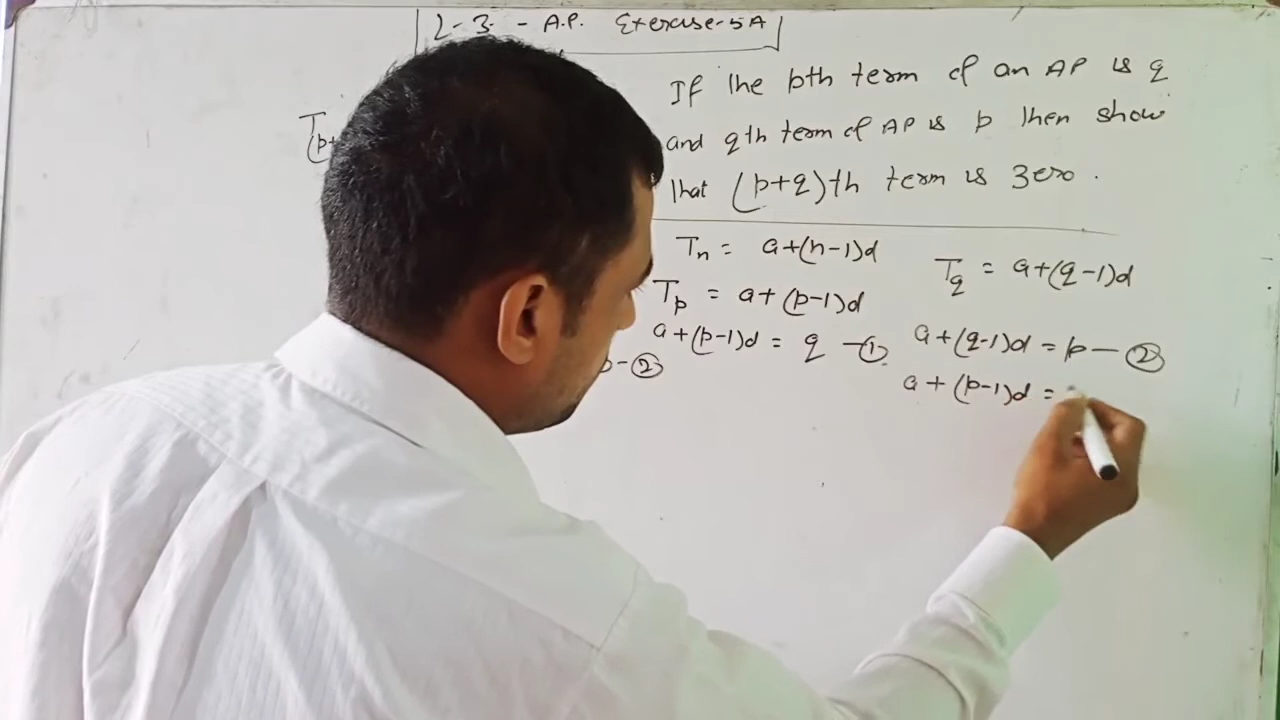 L-3 - A.P. Exercise-5A
If the pth term of an AP is q
and qth term of AP is p then show
that (p+q)th term is Zero.
T(p+
Tn = a+(n-1)d
Tp = a+(p-1)d
a+(p-1)d = q -①
-②
Tq = a+(q-1)d
a+(q-1)d = p -②
a+(p-1)d =